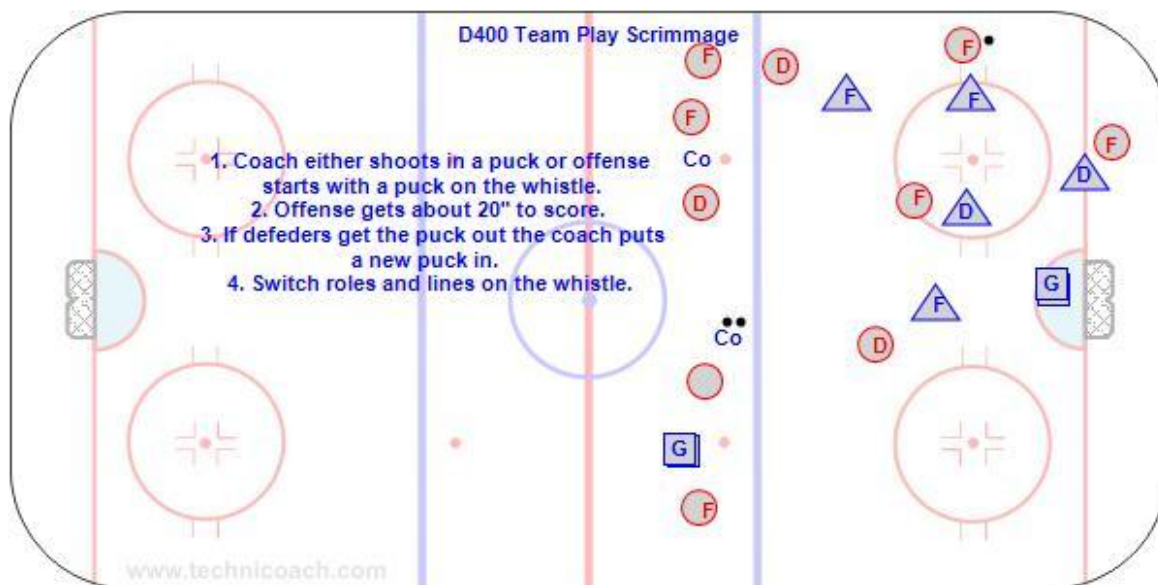 D400 Team Play Scrimmage
F
F
D
F
F
F
F
1. Coach either shoots in a puck or offense
Co
F
starts with a puck on the whistle.
D
2. Offense gets about 20" to score.
D
F
D
3. If defeders get the puck out the coach puts
a new puck in.
4. Switch roles and lines on the whistle.
G
F
Co
D
G
F
www.technicoach.com